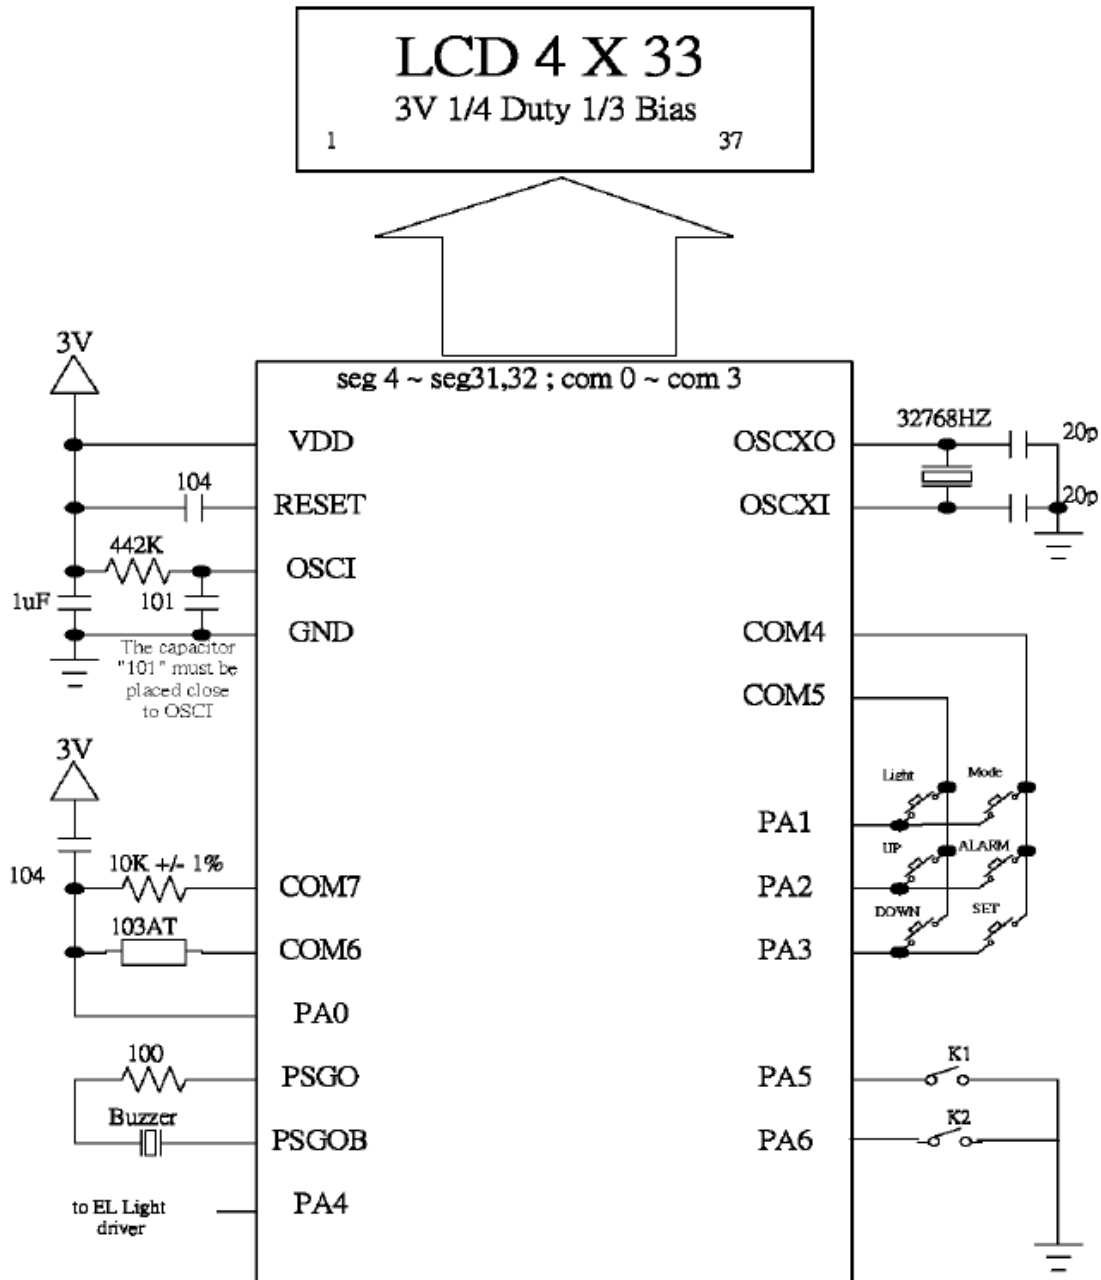 LCD 4 X 33
3V 1/4 Duty 1/3 Bias
1 37
seg 4 ~ seg31,32 ; com 0 ~ com 3
3V
VDD
104
RESET
442K
OSCI
1uF
101
GND
The capacitor
"101" must be
placed close
to OSCI
3V
104
10K +/- 1%
COM7
103AT
COM6
PA0
100
PSGO
Buzzer
PSGOB
to EL Light
driver
PA4
OSCXO
32768HZ
20p
OSCXI
20p
COM4
COM5
Light
Mode
PA1
UP
ALARM
PA2
DOWN
SET
PA3
K1
PA5
K2
PA6